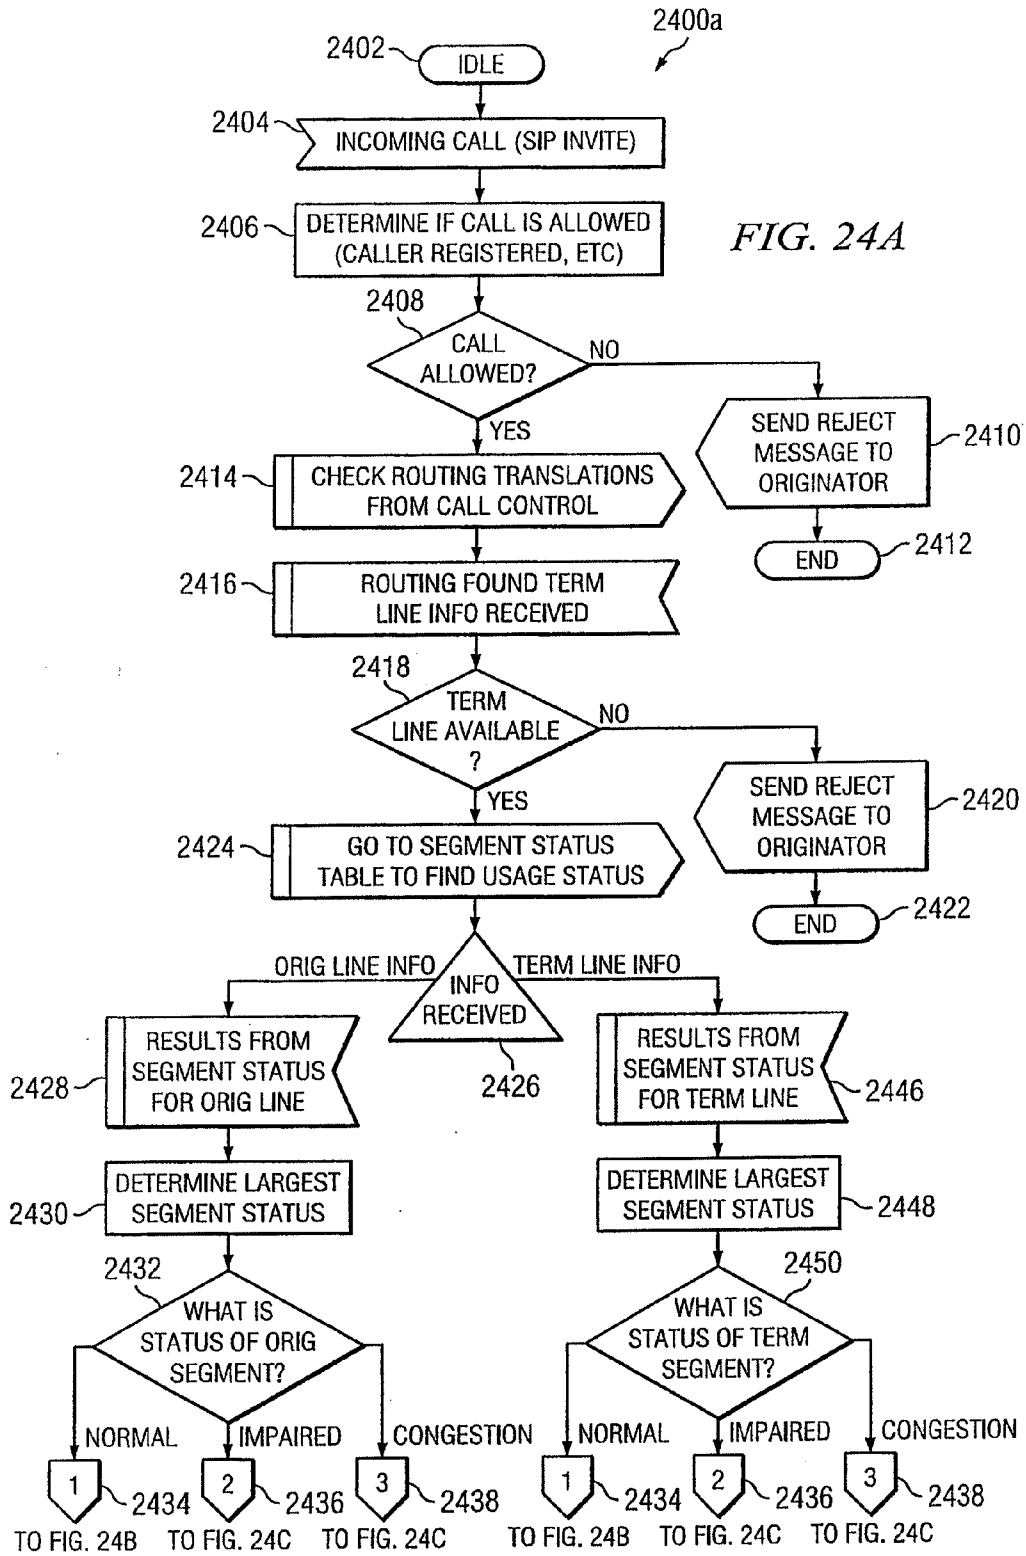 2400a
2402
IDLE
2404
INCOMING CALL (SIP INVITE)
2406
DETERMINE IF CALL IS ALLOWED
(CALLER REGISTERED, ETC)
FIG. 24A
2408
CALL
ALLOWED?
NO
YES
SEND REJECT
MESSAGE TO
ORIGINATOR
2410
2414
CHECK ROUTING TRANSLATIONS
FROM CALL CONTROL
END
2412
2416
ROUTING FOUND TERM
LINE INFO RECEIVED
2418
TERM
LINE AVAILABLE
?
NO
YES
SEND REJECT
MESSAGE TO
ORIGINATOR
2420
2424
GO TO SEGMENT STATUS
TABLE TO FIND USAGE STATUS
END
2422
ORIG LINE INFO
INFO
RECEIVED
TERM LINE INFO
2426
2428
RESULTS FROM
SEGMENT STATUS
FOR ORIG LINE
RESULTS FROM
SEGMENT STATUS
FOR TERM LINE
2446
2430
DETERMINE LARGEST
SEGMENT STATUS
DETERMINE LARGEST
SEGMENT STATUS
2448
2432
WHAT IS
STATUS OF ORIG
SEGMENT?
2450
WHAT IS
STATUS OF TERM
SEGMENT?
NORMAL
IMPAIRED
CONGESTION
NORMAL
IMPAIRED
CONGESTION
1
2434
2
2436
3
2438
1
2434
2
2436
3
2438
TO FIG. 24B
TO FIG. 24C
TO FIG. 24C
TO FIG. 24B
TO FIG. 24C
TO FIG. 24C